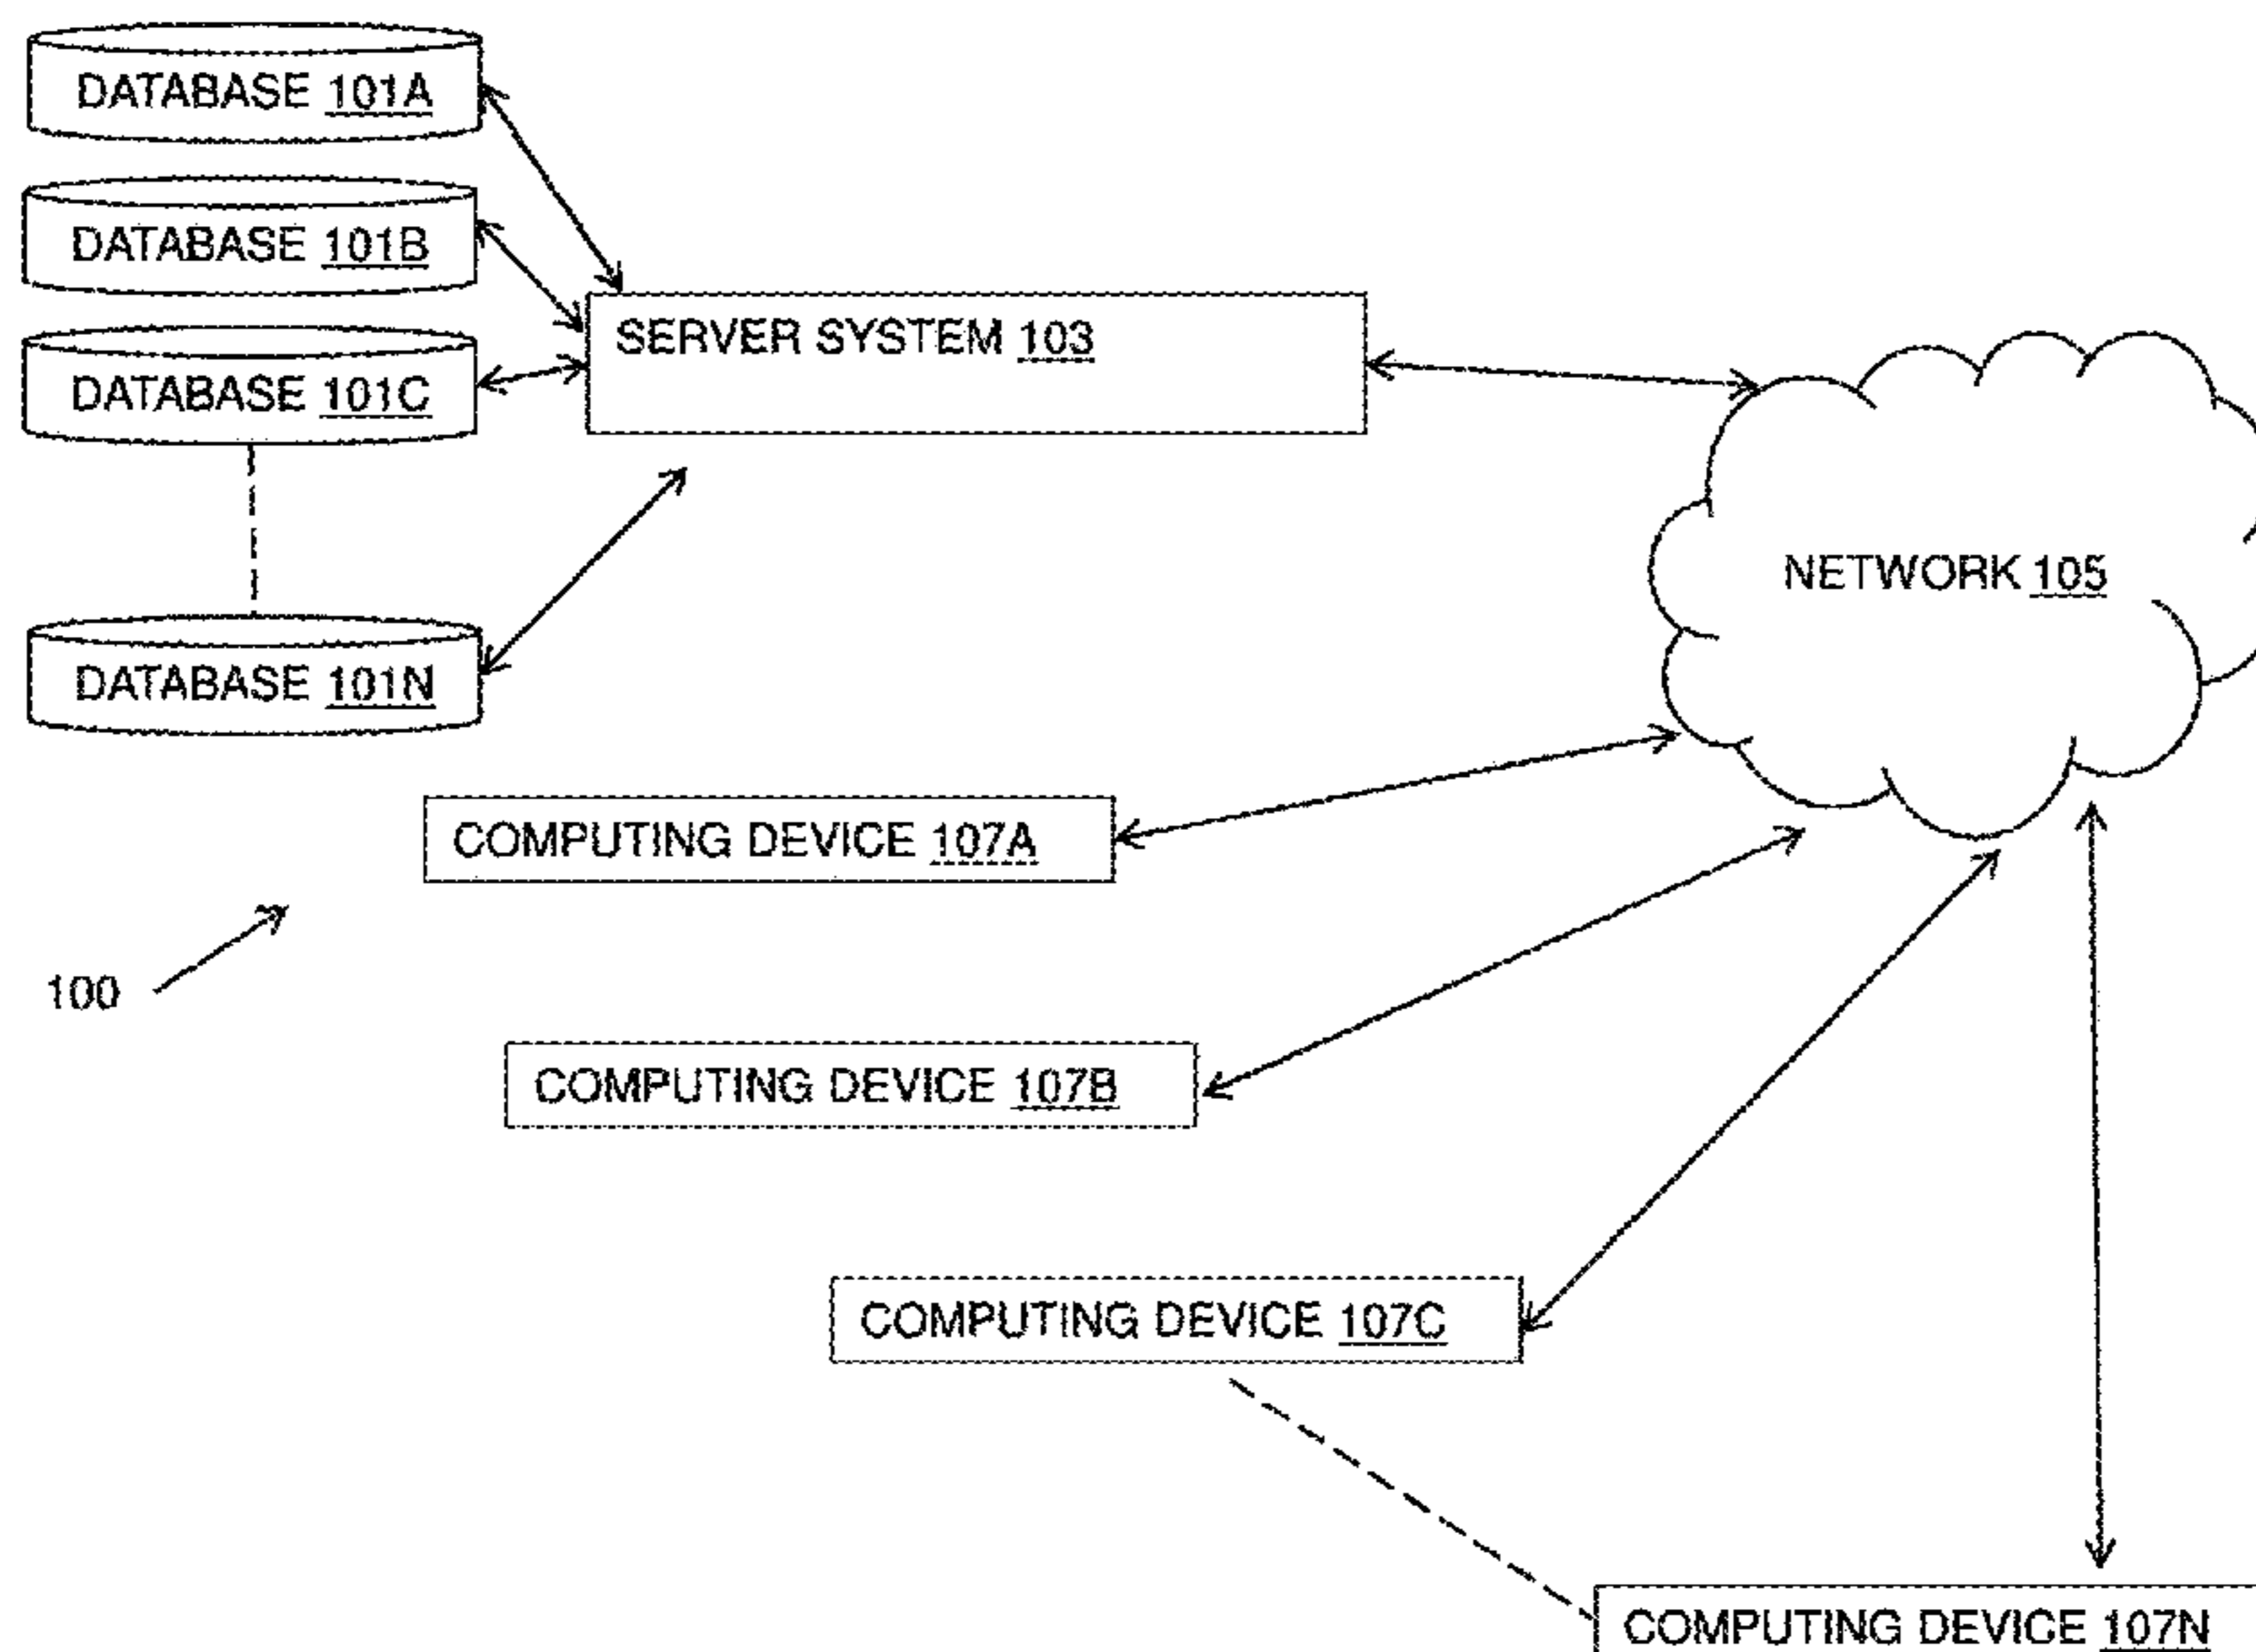 DATABASE 101A
DATABASE 101B
SERVER SYSTEM 103
DATABASE 101C
NETWORK 105
DATABASE 101N
COMPUTING DEVICE 107A
100
COMPUTING DEVICE 107B
COMPUTING DEVICE 107C
COMPUTING DEVICE 107N